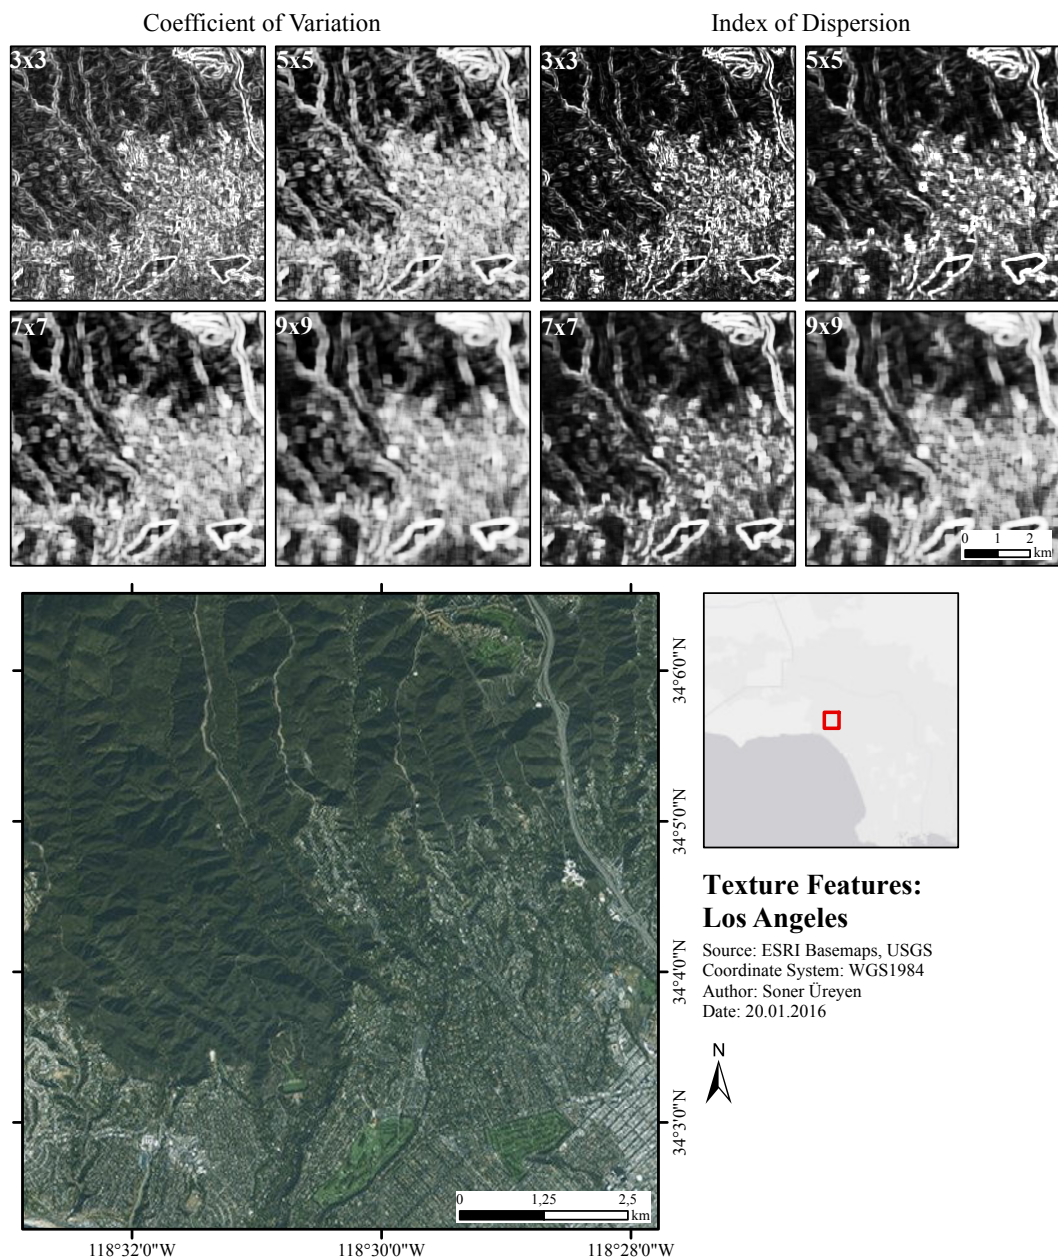 Coefficient of Variation
Index of Dispersion
3x3
5x5
3x3
5x5
7x7
9x9
7x7
9x9
0 1 2
km
34°6'0"N
34°5'0"N
34°4'0"N
34°3'0"N
0 1,25 2,5
km
118°32'0"W
118°30'0"W
118°28'0"W
Texture Features:
Los Angeles
Source: ESRI Basemaps, USGS
Coordinate System: WGS1984
Author: Soner Üreyen
Date: 20.01.2016
N